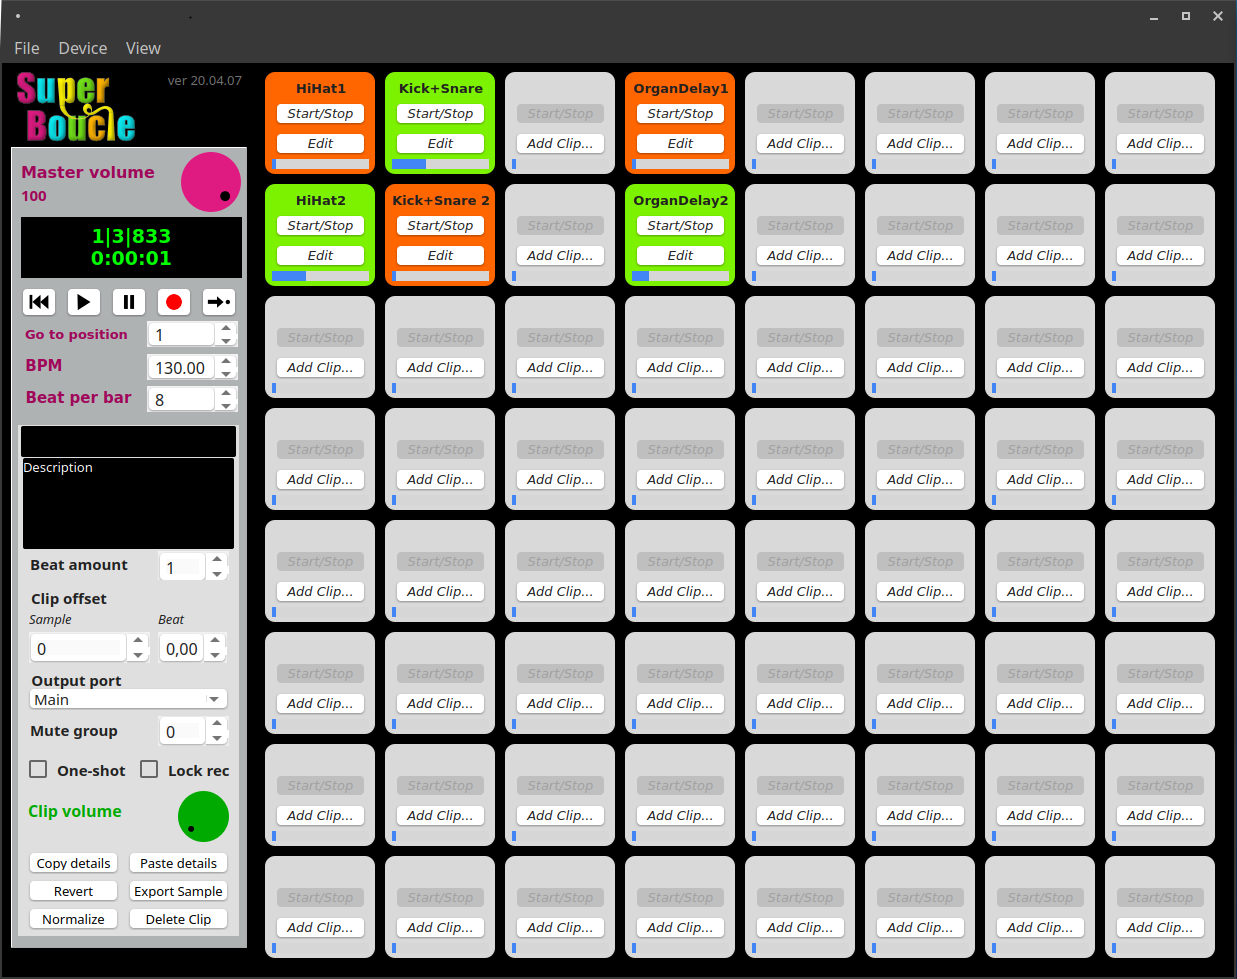 File Device View
Super
Boucle
ver 20.04.07
Master volume
100
1|3|833
0:00:01
Go to position 1
BPM 130.00
Beat per bar 8
Description
Beat amount 1
Clip offset
Sample Beat
0 0,00
Output port
Main
Mute group 0
One-shot Lock rec
Clip volume
Copy details Paste details
Revert Export Sample
Normalize Delete Clip
HiHat1 Kick+Snare OrganDelay1
Start/Stop Start/Stop Start/Stop Start/Stop Start/Stop Start/Stop Start/Stop Start/Stop
Edit Edit Add Clip... Edit Add Clip... Add Clip... Add Clip... Add Clip...
HiHat2 Kick+Snare 2 OrganDelay2
Start/Stop Start/Stop Start/Stop Start/Stop Start/Stop Start/Stop Start/Stop Start/Stop
Edit Edit Add Clip... Edit Add Clip... Add Clip... Add Clip... Add Clip...
Start/Stop Start/Stop Start/Stop Start/Stop Start/Stop Start/Stop Start/Stop Start/Stop
Add Clip... Add Clip... Add Clip... Add Clip... Add Clip... Add Clip... Add Clip... Add Clip...
Start/Stop Start/Stop Start/Stop Start/Stop Start/Stop Start/Stop Start/Stop Start/Stop
Add Clip... Add Clip... Add Clip... Add Clip... Add Clip... Add Clip... Add Clip... Add Clip...
Start/Stop Start/Stop Start/Stop Start/Stop Start/Stop Start/Stop Start/Stop Start/Stop
Add Clip... Add Clip... Add Clip... Add Clip... Add Clip... Add Clip... Add Clip... Add Clip...
Start/Stop Start/Stop Start/Stop Start/Stop Start/Stop Start/Stop Start/Stop Start/Stop
Add Clip... Add Clip... Add Clip... Add Clip... Add Clip... Add Clip... Add Clip... Add Clip...
Start/Stop Start/Stop Start/Stop Start/Stop Start/Stop Start/Stop Start/Stop Start/Stop
Add Clip... Add Clip... Add Clip... Add Clip... Add Clip... Add Clip... Add Clip... Add Clip...
Start/Stop Start/Stop Start/Stop Start/Stop Start/Stop Start/Stop Start/Stop Start/Stop
Add Clip... Add Clip... Add Clip... Add Clip... Add Clip... Add Clip... Add Clip... Add Clip...